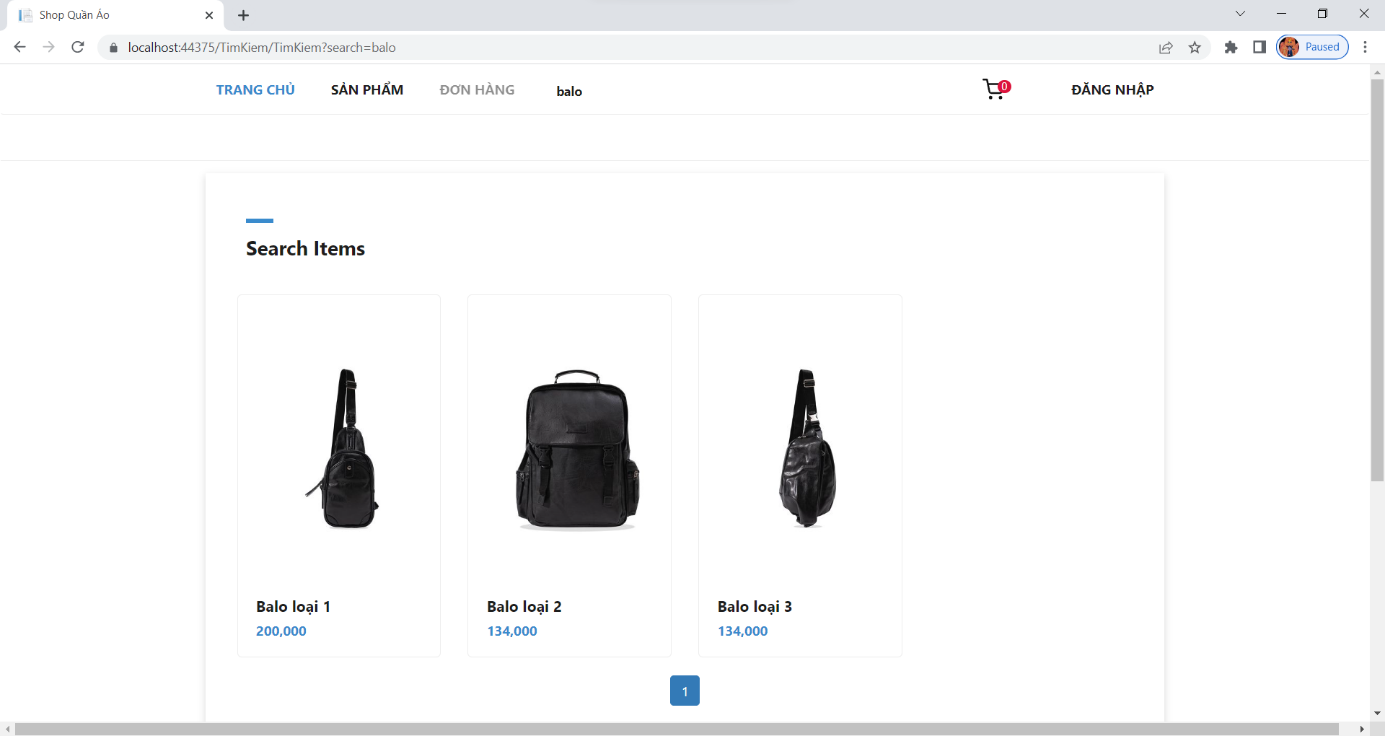 Shop Quần Áo
localhost:44375/TimKiem/TimKiem?search=balo
Paused
TRANG CHỦ SẢN PHẨM ĐƠN HÀNG balo 0 ĐĂNG NHẬP
Search Items
Balo loại 1 Balo loại 2 Balo loại 3
200,000 134,000 134,000
1